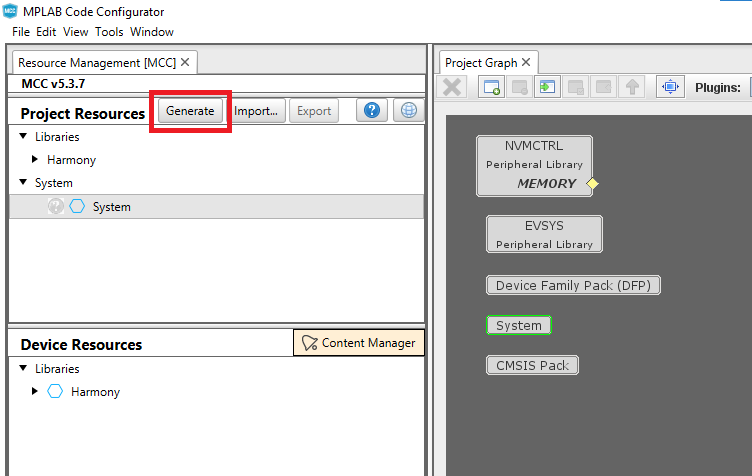 MPLAB Code Configurator
File Edit View Tools Window
Resource Management [MCC]
MCC v5.3.7
Project Resources Generate Import... Export
Libraries
Harmony
System
System
Device Resources Content Manager
Libraries
Harmony
Project Graph
Plugins:
NVMCTRL
Peripheral Library
MEMORY
EVSYS
Peripheral Library
Device Family Pack (DFP)
System
CMSIS Pack